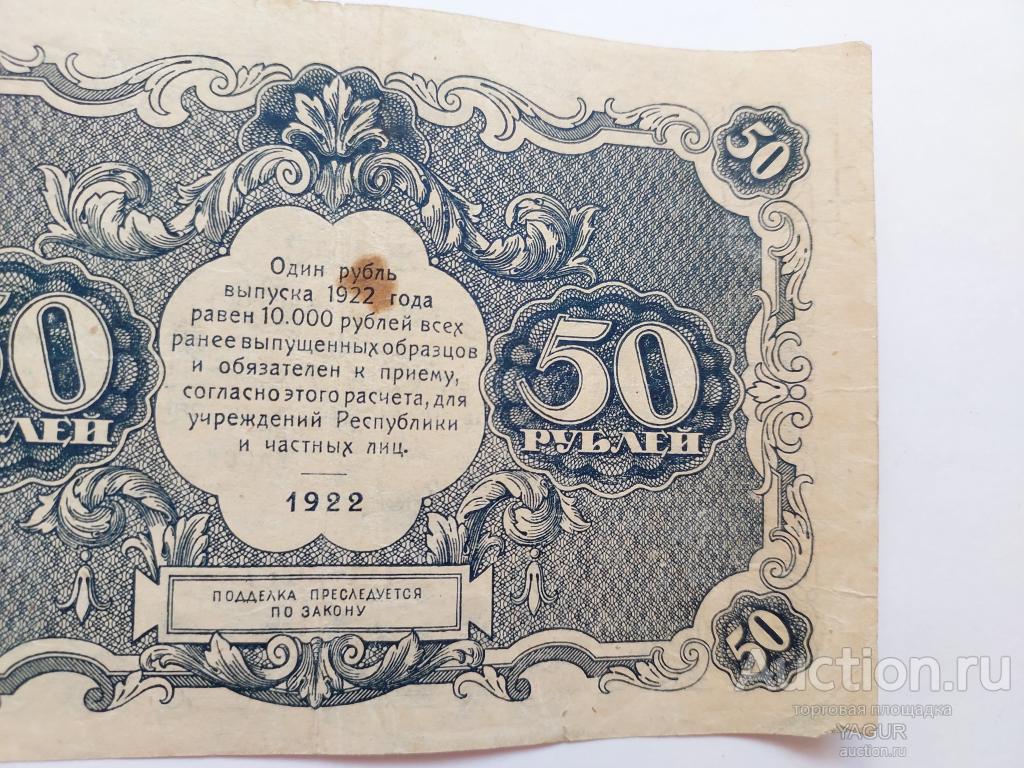 50
Один рубль
выпуска 1922 года
равен 10.000 рублей всех
ранее выпущенных образцов
и обязателен к приему,
согласно этого расчета, для
учреждений Республики
и частных лиц.
1922
50
РУБЛЕЙ
50
ЛЕЙ
ПОДДЕЛКА ПРЕСЛЕДУЕТСЯ
ПО ЗАКОНУ
50
Auction.ru
торговая площадка
YAGUR
auction.ru